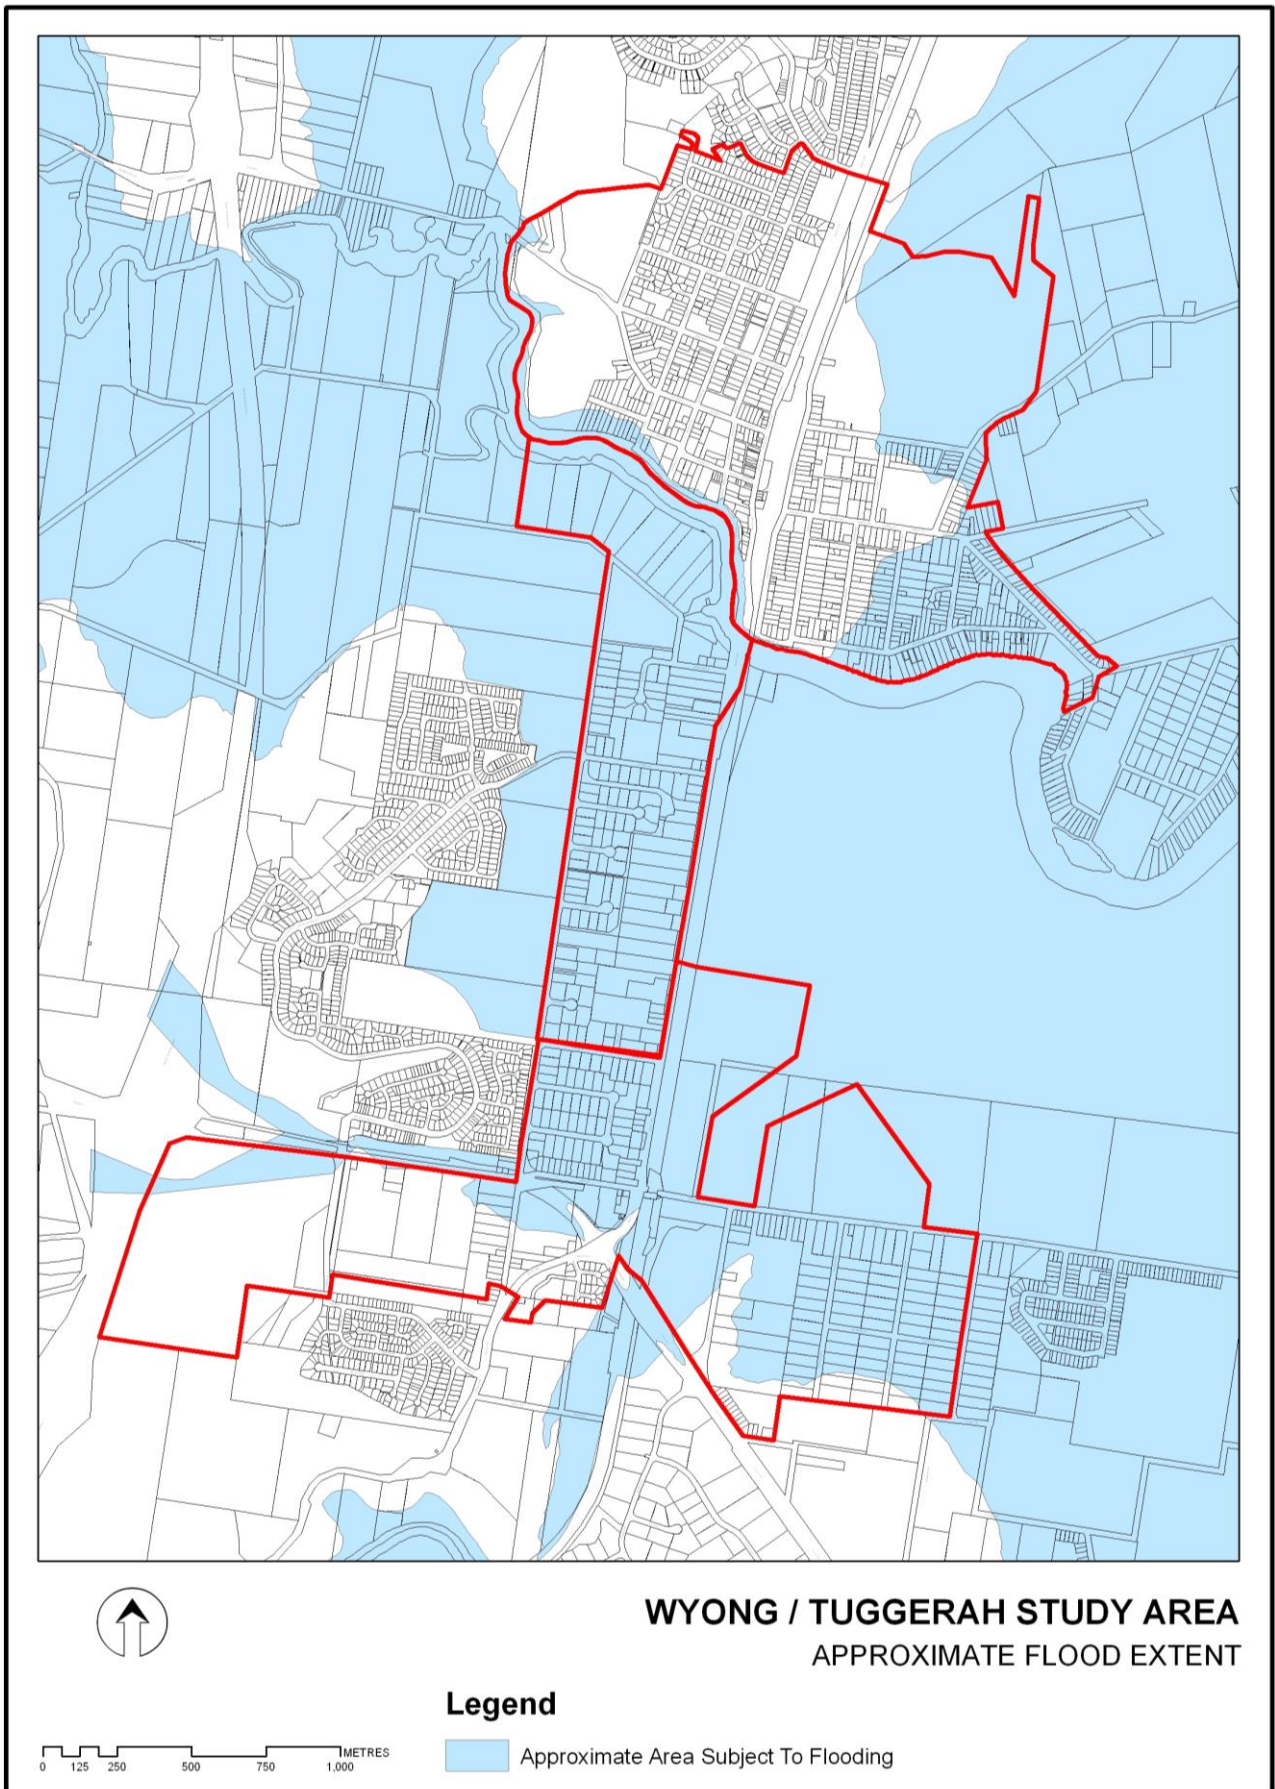 WYONG / TUGGERAH STUDY AREA
APPROXIMATE FLOOD EXTENT
Legend
METRES
0 125 250 500 750 1,000
Approximate Area Subject To Flooding